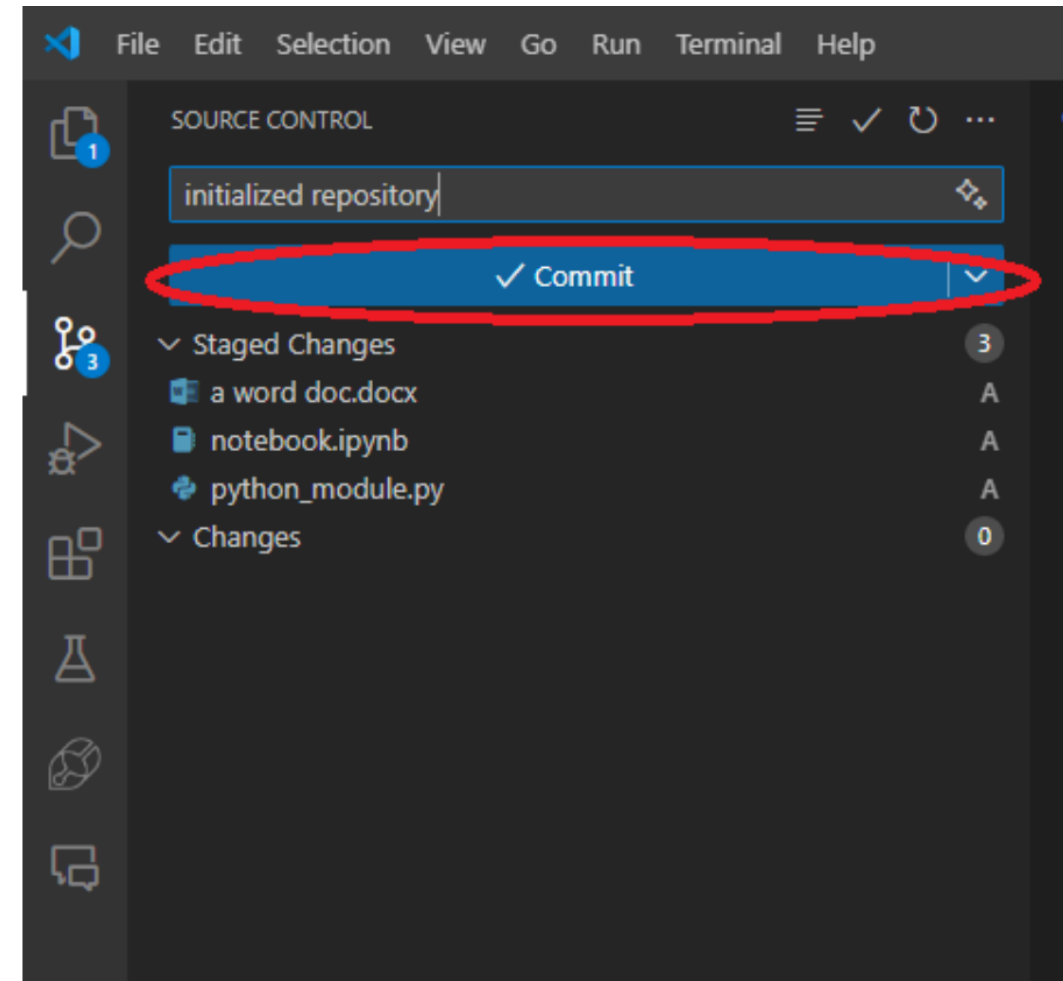 File Edit Selection View Go Run Terminal Help
SOURCE CONTROL
1
initialized repository
Commit
3
Staged Changes 3
a word doc.docx A
notebook.ipynb A
python_module.py A
Changes 0